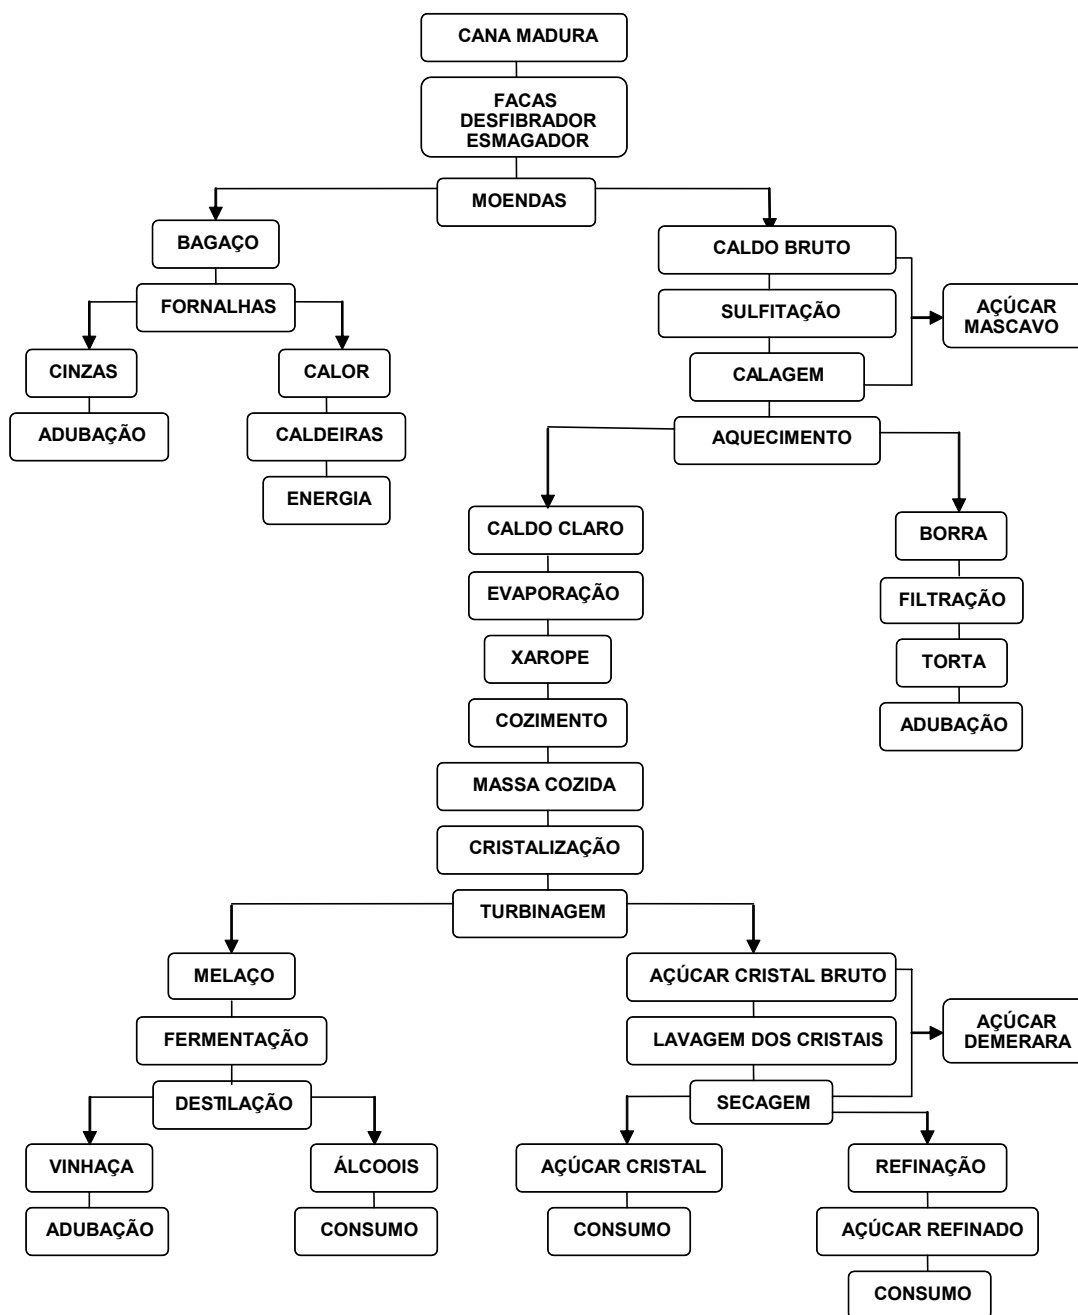 CANA MADURA
FACAS
DESFIBRADOR
ESMAGADOR
MOENDAS
BAGAÇO
CALDO BRUTO
FORNALHAS
SULFITAÇÃO
AÇÚCAR
MASCAVO
CINZAS
CALOR
CALAGEM
ADUBAÇÃO
CALDEIRAS
AQUECIMENTO
ENERGIA
CALDO CLARO
BORRA
EVAPORAÇÃO
FILTRAÇÃO
XAROPE
TORTA
COZIMENTO
ADUBAÇÃO
MASSA COZIDA
CRISTALIZAÇÃO
TURBINAGEM
MELAÇO
AÇÚCAR CRISTAL BRUTO
FERMENTAÇÃO
LAVAGEM DOS CRISTAIS
AÇÚCAR
DEMERARA
DESTILAÇÃO
SECAGEM
VINHAÇA
ÁLCOOIS
AÇÚCAR CRISTAL
REFINAÇÃO
ADUBAÇÃO
CONSUMO
CONSUMO
AÇÚCAR REFINADO
CONSUMO